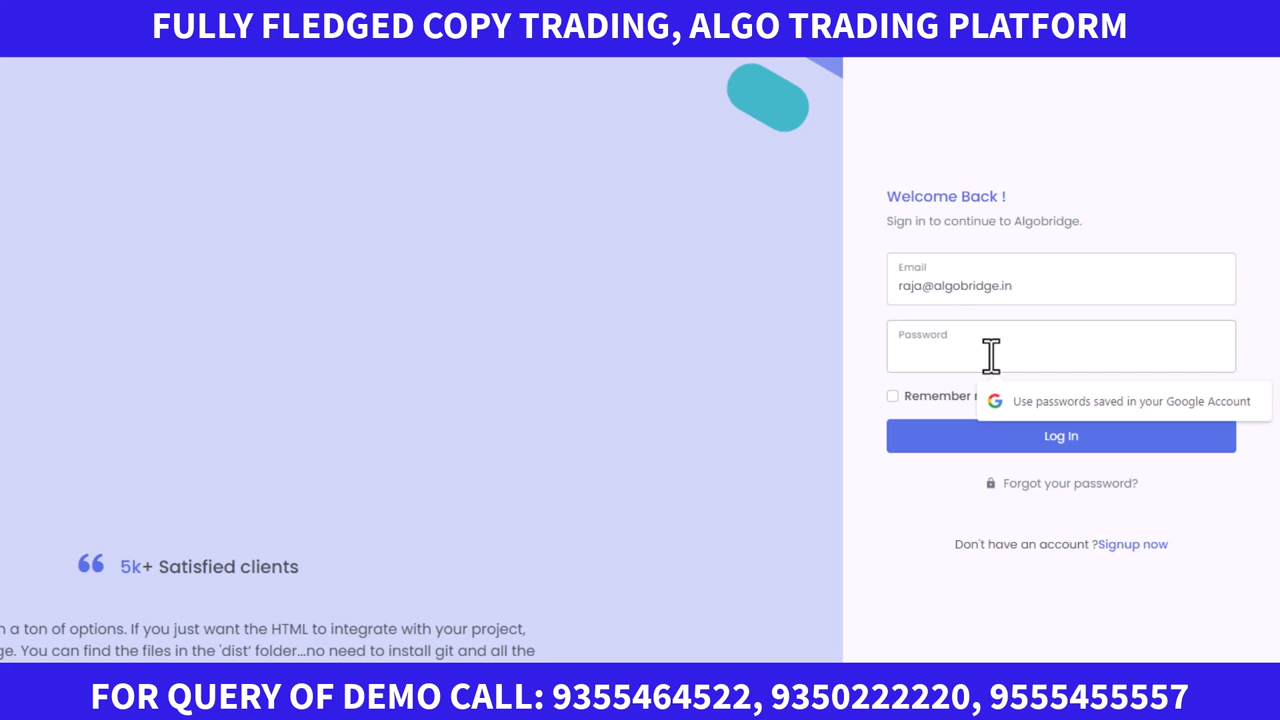 FULLY FLEDGED COPY TRADING, ALGO TRADING PLATFORM
Welcome Back !
Sign in to continue to Algobridge.
Email
raja@algobridge.in
Password
Remember
Use passwords saved in your Google Account
Log In
Forgot your password?
Don't have an account ?Signup now
5k+ Satisfied clients
a ton of options. If you just want the HTML to integrate with your project,
You can find the files in the 'dist' folder...no need to install git and all the
FOR QUERY OF DEMO CALL: 9355464522, 9350222220, 9555455557